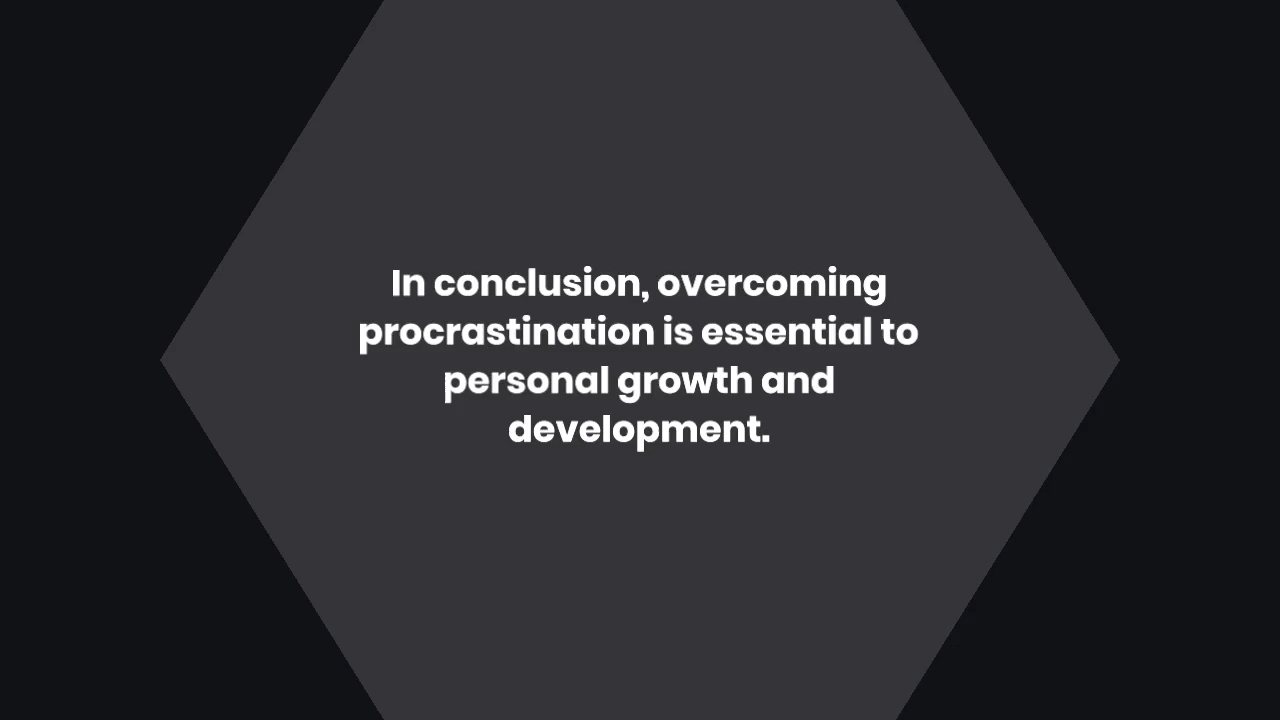 In conclusion, overcoming
procrastination is essential to
personal growth and
development.